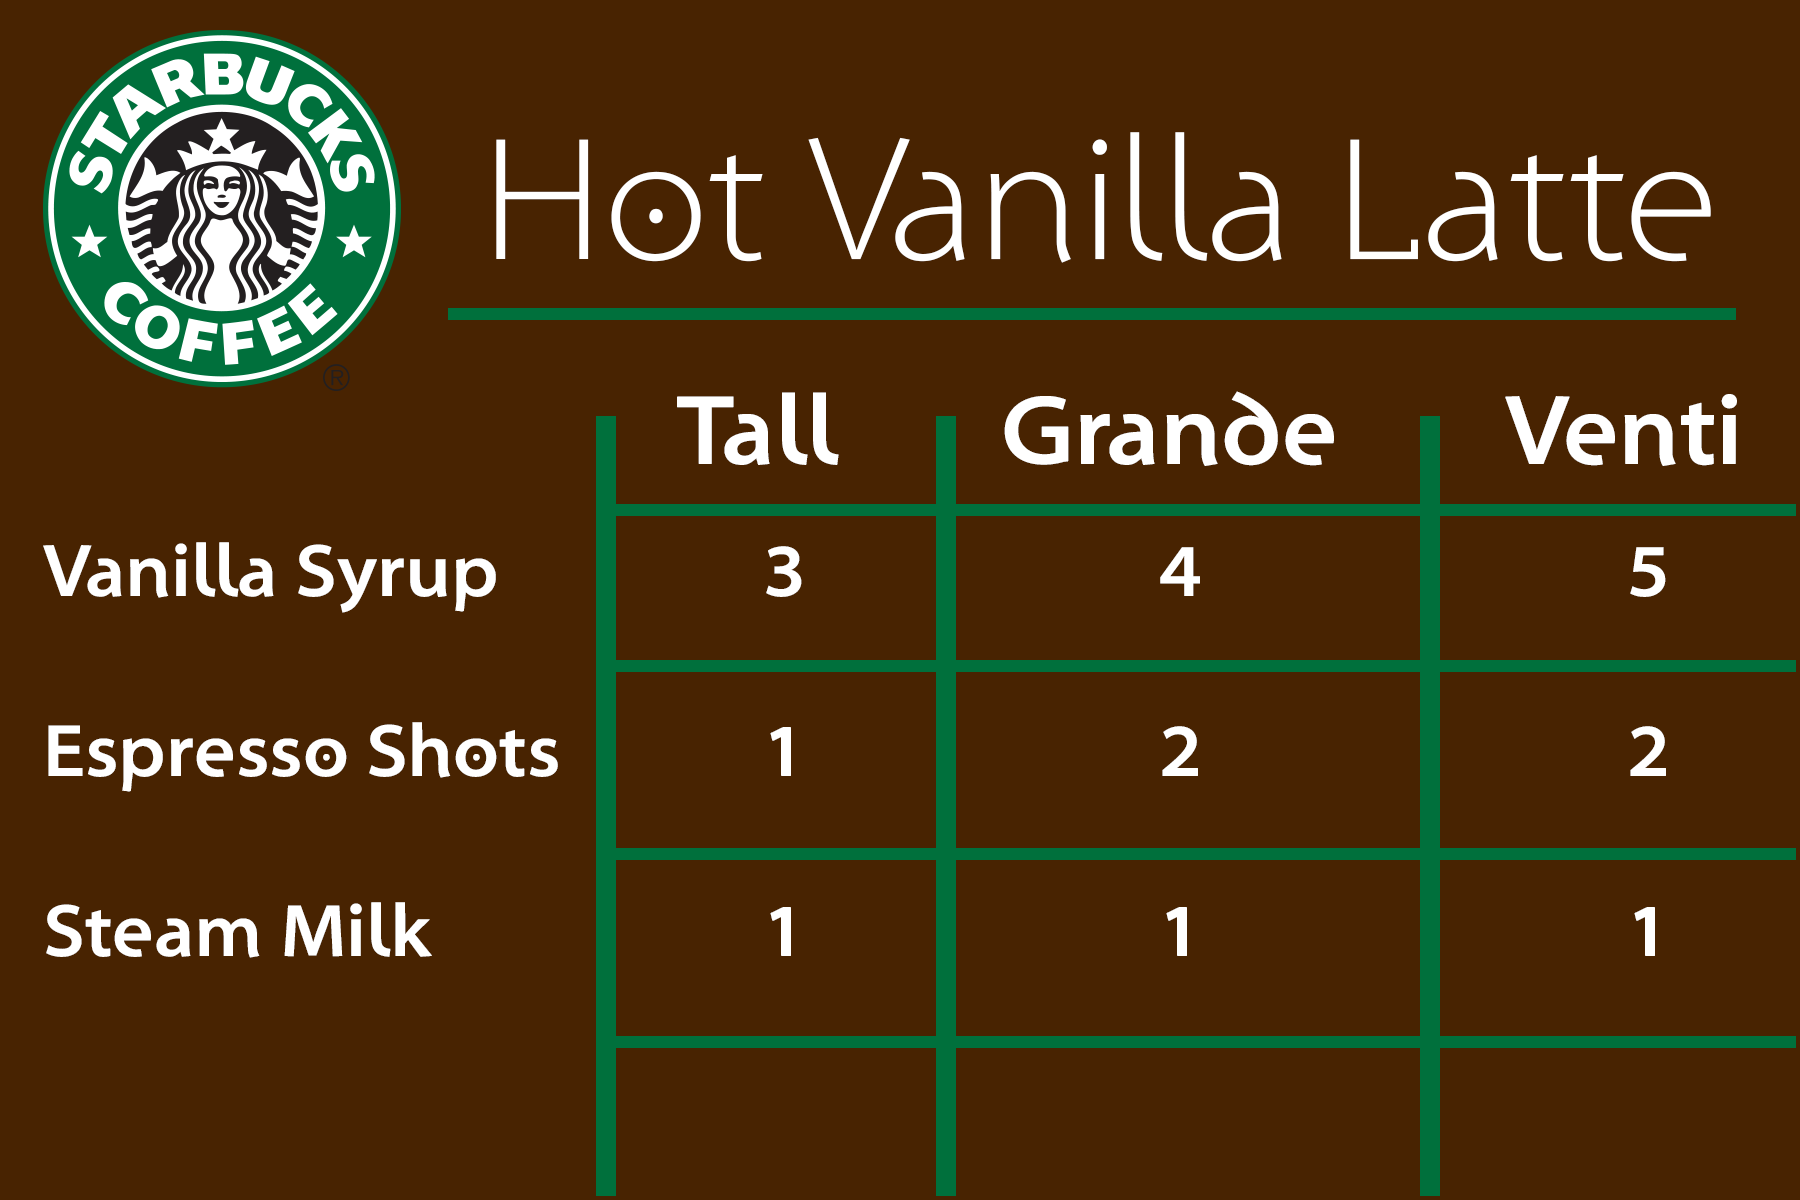 STARBUCKS
COFFEE
®
Hot Vanilla Latte
Tall Grande Venti
Vanilla Syrup 3 4 5
Espresso Shots 1 2 2
Steam Milk 1 1 1